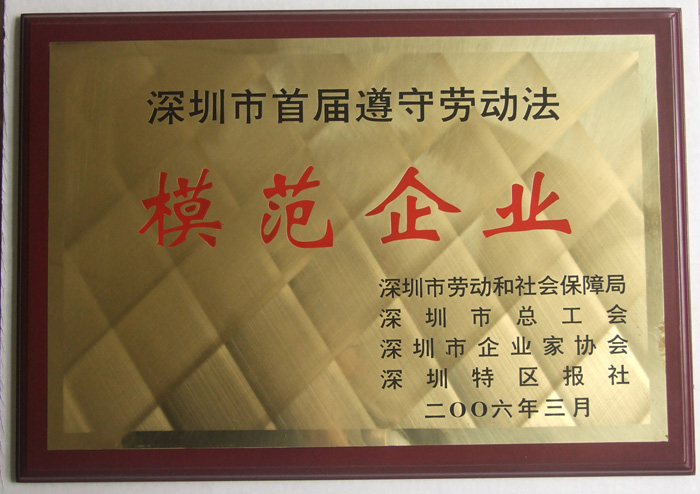 深圳市首届遵守劳动法
模范企业
深圳市劳动和社会保障局
深圳市总工会
深圳市企业家协会
深圳特区报社
二OO六年三月